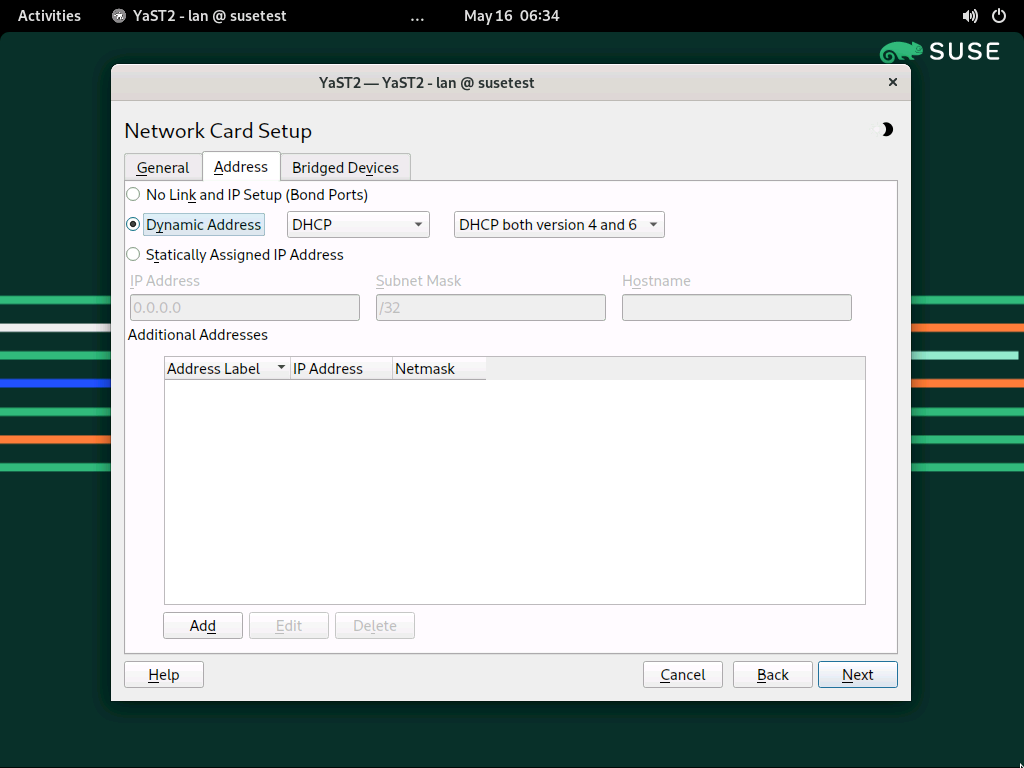 Activities YaST2 - lan @ susetest ... May 16 06:34
SUSE
YaST2 — YaST2 - lan @ susetest ×
Network Card Setup
General Address Bridged Devices
No Link and IP Setup (Bond Ports)
Dynamic Address DHCP DHCP both version 4 and 6
Statically Assigned IP Address
IP Address Subnet Mask Hostname
0.0.0.0 /32
Additional Addresses
Address Label IP Address Netmask
Add Edit Delete
Help Cancel Back Next